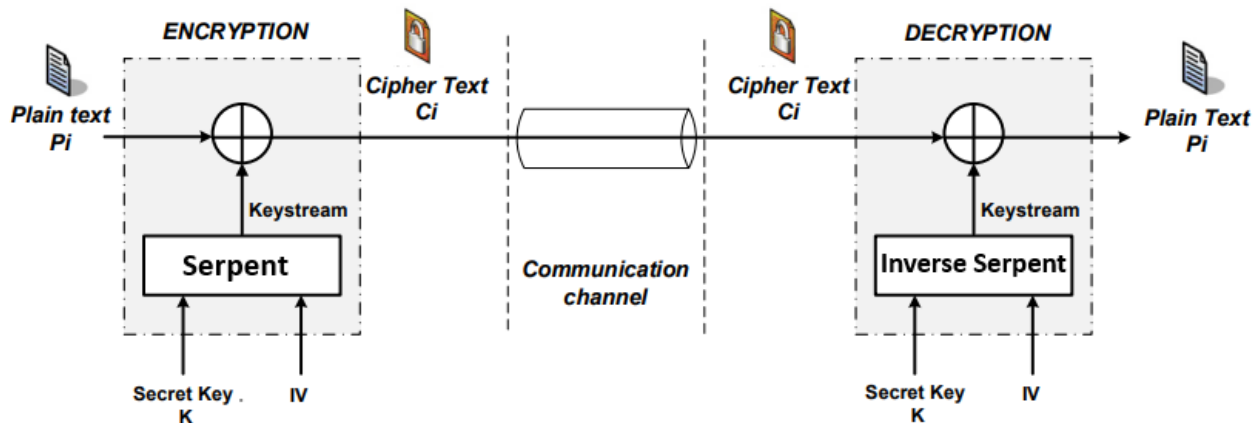 ENCRYPTION
Plain text
Pi
Cipher Text
Ci
Keystream
Serpent
Secret Key .
K
IV
Communication
channel
Cipher Text
Ci
DECRYPTION
Plain Text
Pi
Keystream
Inverse Serpent
Secret Key
K
IV